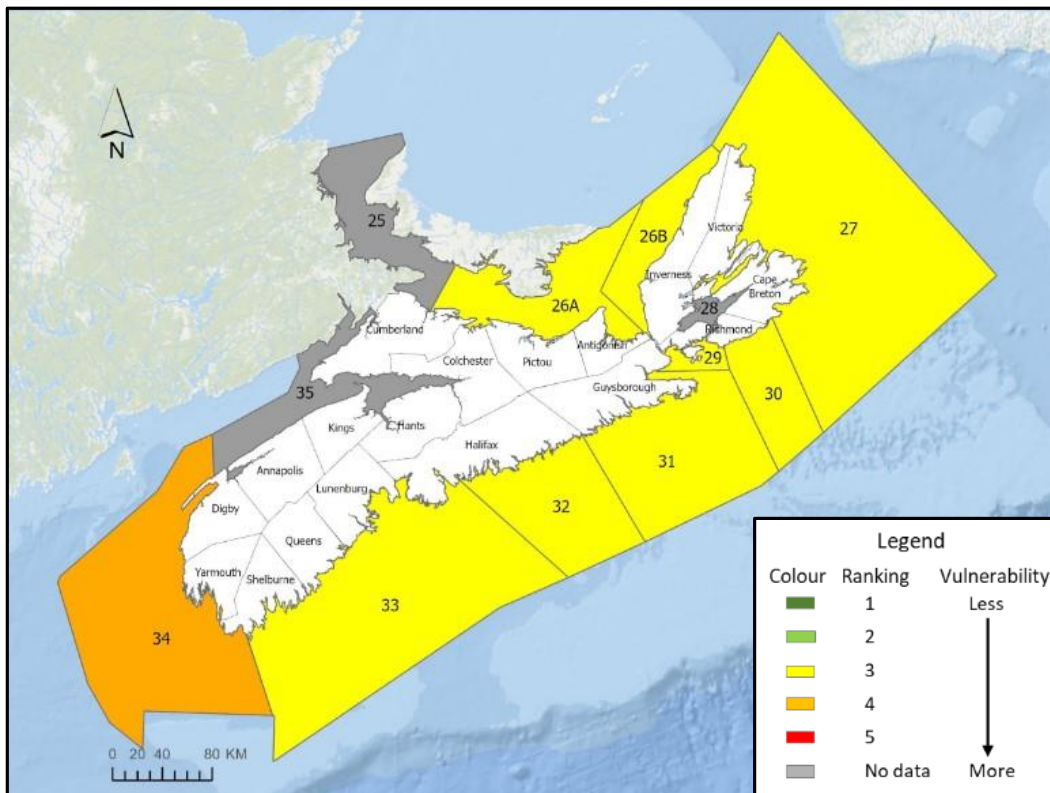 N
25
26B
Victoria
27
Inverness
Cape
Breton
28
26A
Richmond
Cumberland
Antigonish
29
Colchester
Pictou
Guysborough
35
30
Kings
Hants
Halifax
31
Annapolis
Lunenburg
32
Digby
Queens
Yarmouth
Shelburne
33
34
0 20 40 80 KM
Legend
Colour Ranking Vulnerability
1 Less
2
3
4
5
No data More